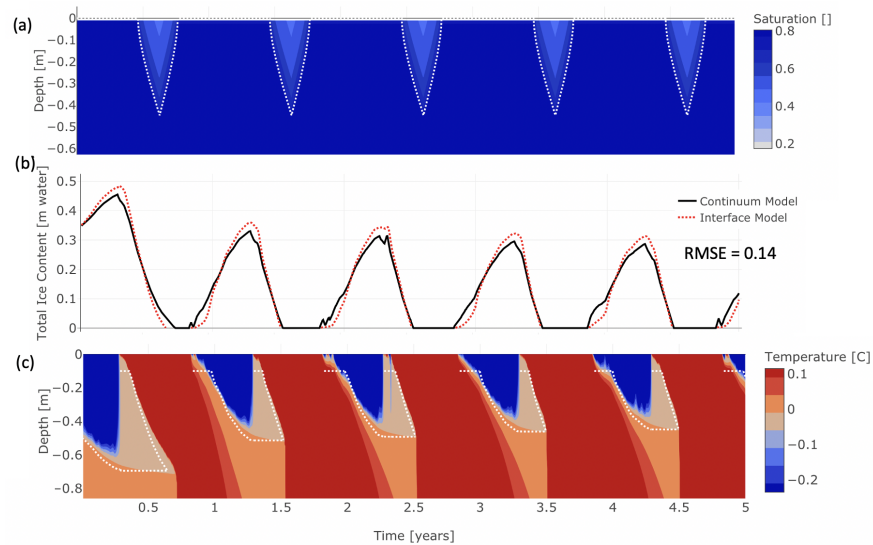 (a)
Depth [m]
0
−0.1
−0.2
−0.3
−0.4
−0.5
−0.6
Saturation []
0.8
0.6
0.4
0.2
(b)
Total Ice Content [m water]
0.5
0.4
0.3
0.2
0.1
0
Continuum Model
Interface Model
RMSE = 0.14
(c)
Depth [m]
0
−0.2
−0.4
−0.6
−0.8
Temperature [C]
0.1
0
−0.1
−0.2
0.5 1 1.5 2 2.5 3 3.5 4 4.5 5
Time [years]